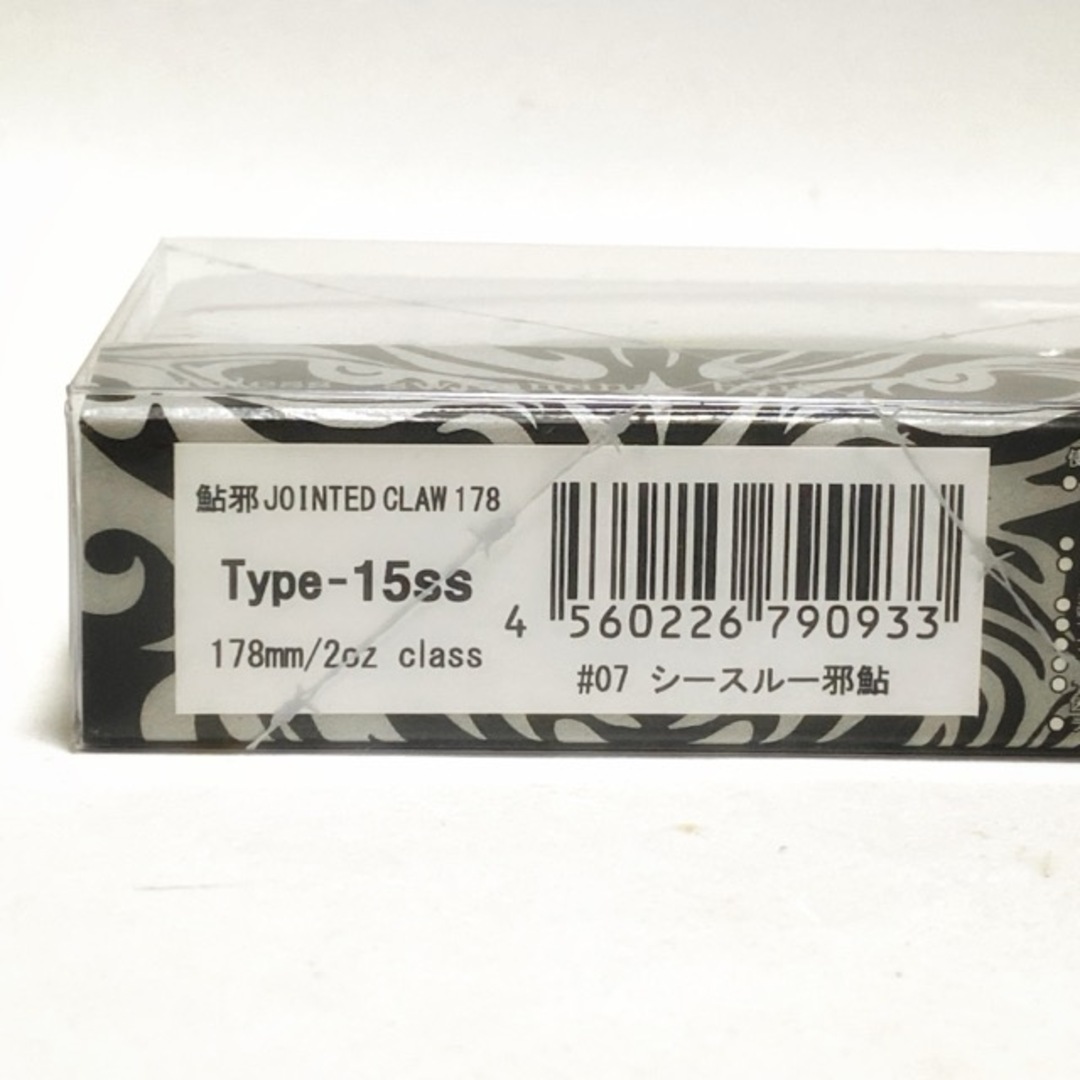 鮎邪 JOINTED CLAW 178
Type-15ss
178mm/2oz class
4 560226 790933
#07 シースルー邪鮎